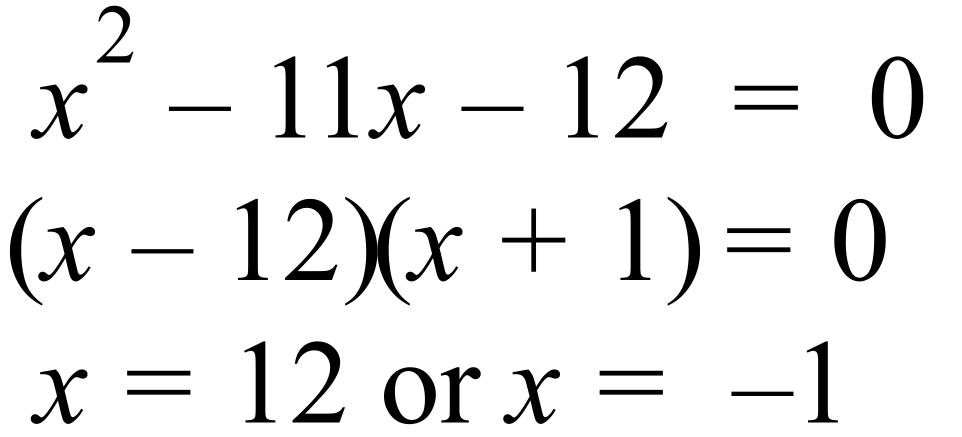 x² – 11x – 12 = 0
(x – 12)(x + 1) = 0
x = 12 or x = –1